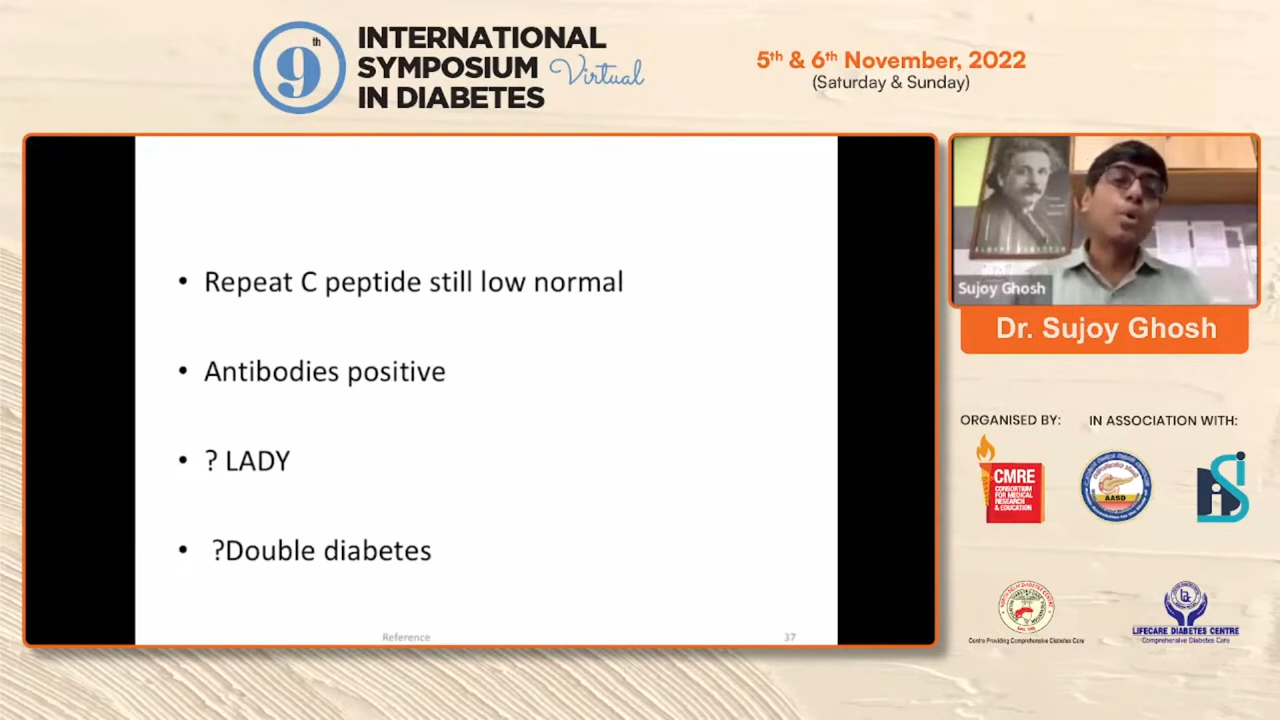 9th
INTERNATIONAL
SYMPOSIUM Virtual
IN DIABETES
5th & 6th November, 2022
(Saturday & Sunday)
• Repeat C peptide still low normal
• Antibodies positive
• ? LADY
• ?Double diabetes
Reference
37
Sujoy Ghosh
Dr. Sujoy Ghosh
ORGANISED BY:
IN ASSOCIATION WITH:
CMRE
CONSORTIUM
FOR MEDICAL
RESEARCH
& EDUCATION
AASD
Centre Providing Comprehensive Diabetes Care
LIFECARE DIABETES CENTRE
Comprehensive Diabetes Care